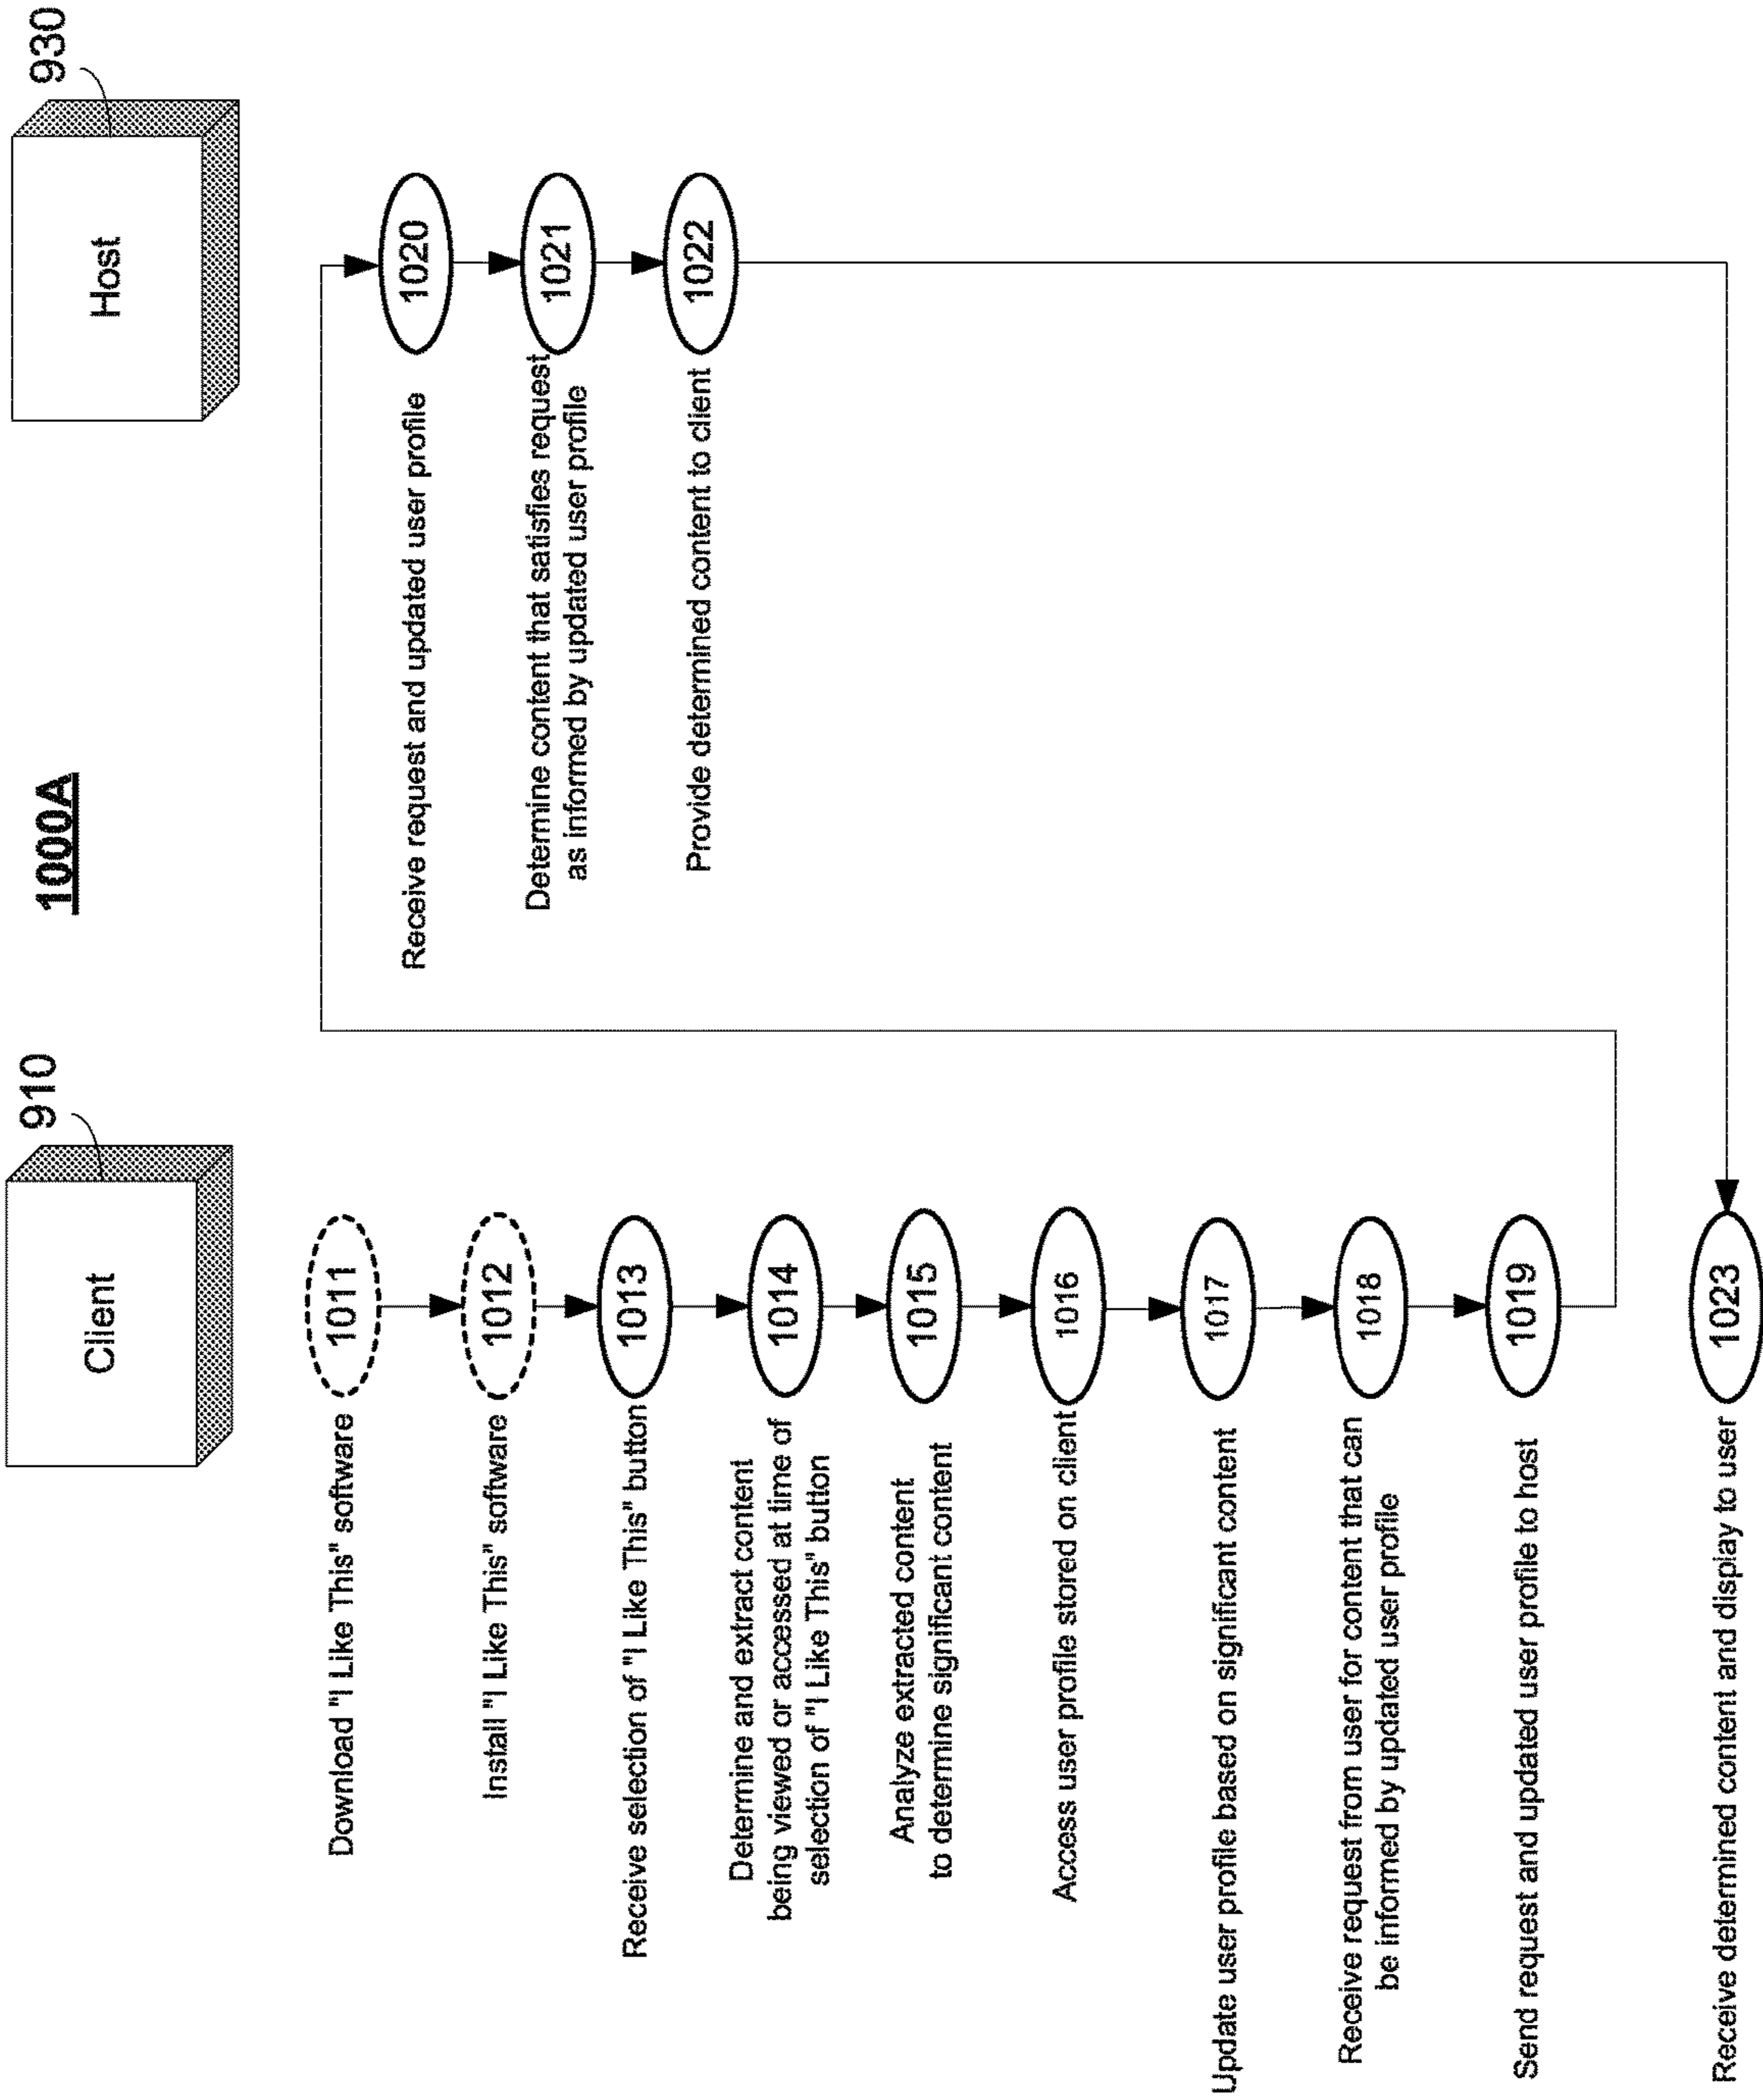 1000A
Client
910
Host
930
Download "I Like This" software
1011
Install "I Like This" software
1012
Receive selection of "I Like This" button
1013
Determine and extract content
being viewed or accessed at time of
selection of "I Like This" button
1014
Analyze extracted content
to determine significant content
1015
Access user profile stored on client
1016
Update user profile based on significant content
1017
Receive request from user for content that can
be informed by updated user profile
1018
Send request and updated user profile to host
1019
Receive request and updated user profile
1020
Determine content that satisfies request
as informed by updated user profile
1021
Provide determined content to client
1022
Receive determined content and display to user
1023